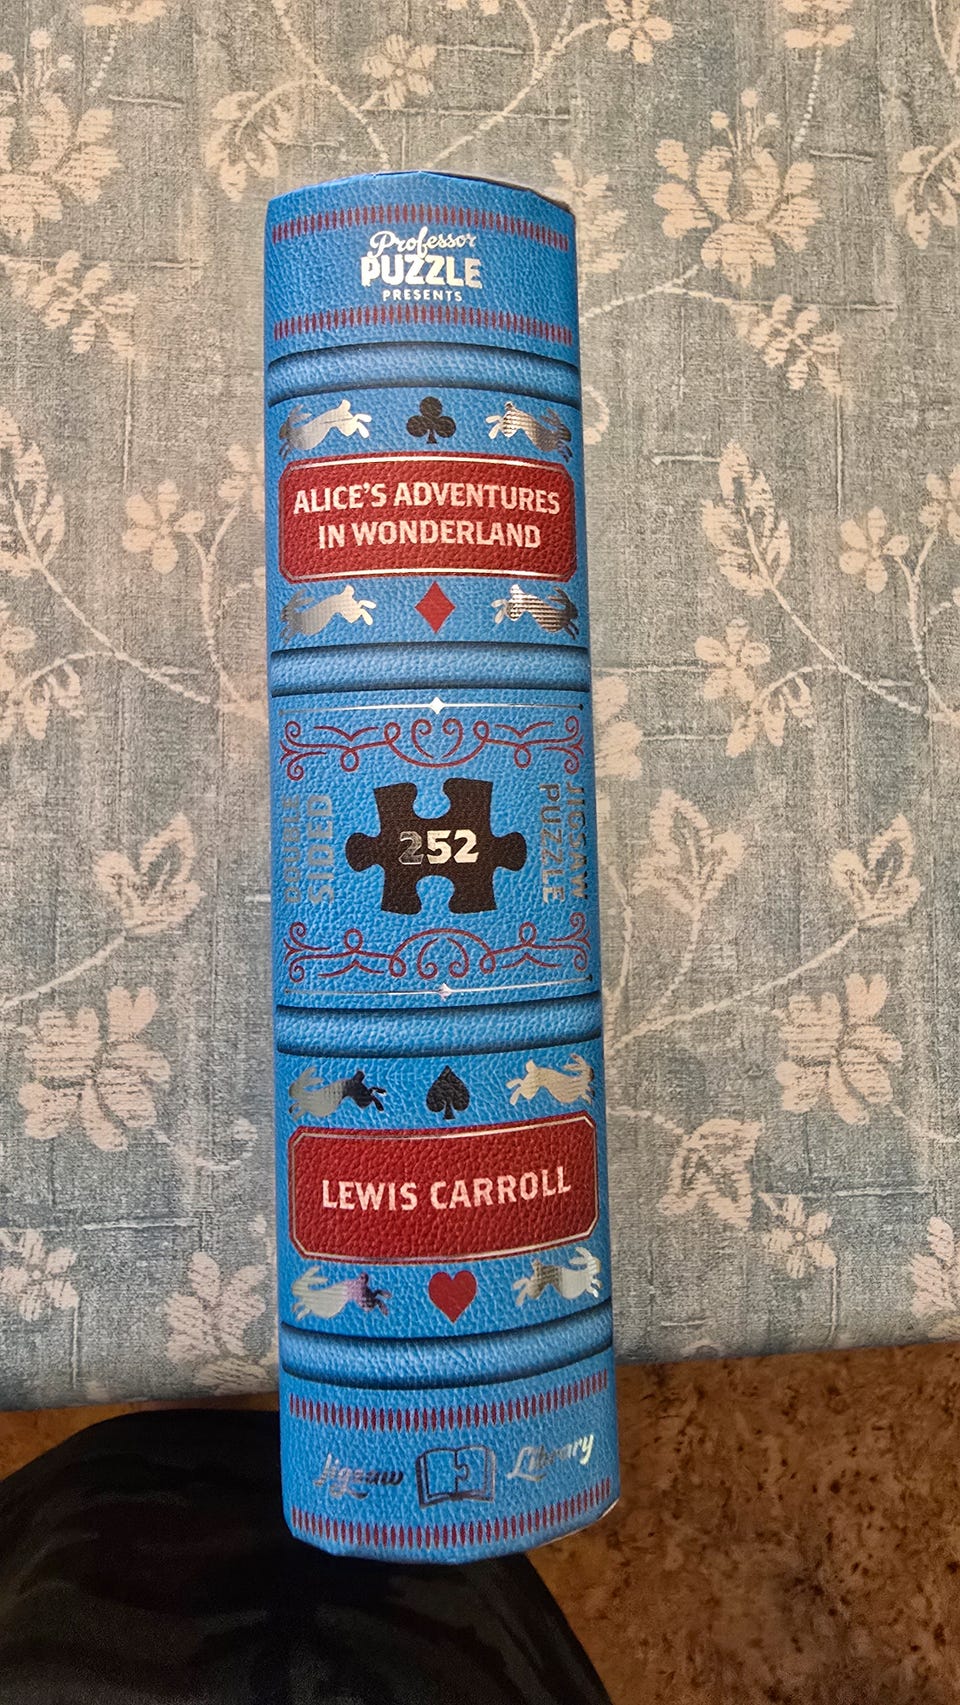 Professor
PUZZLE
PRESENTS
ALICE'S ADVENTURES
IN WONDERLAND
DOUBLE
SIDED
252
JIGSAW
PUZZLE
LEWIS CARROLL
Jigsaw Library